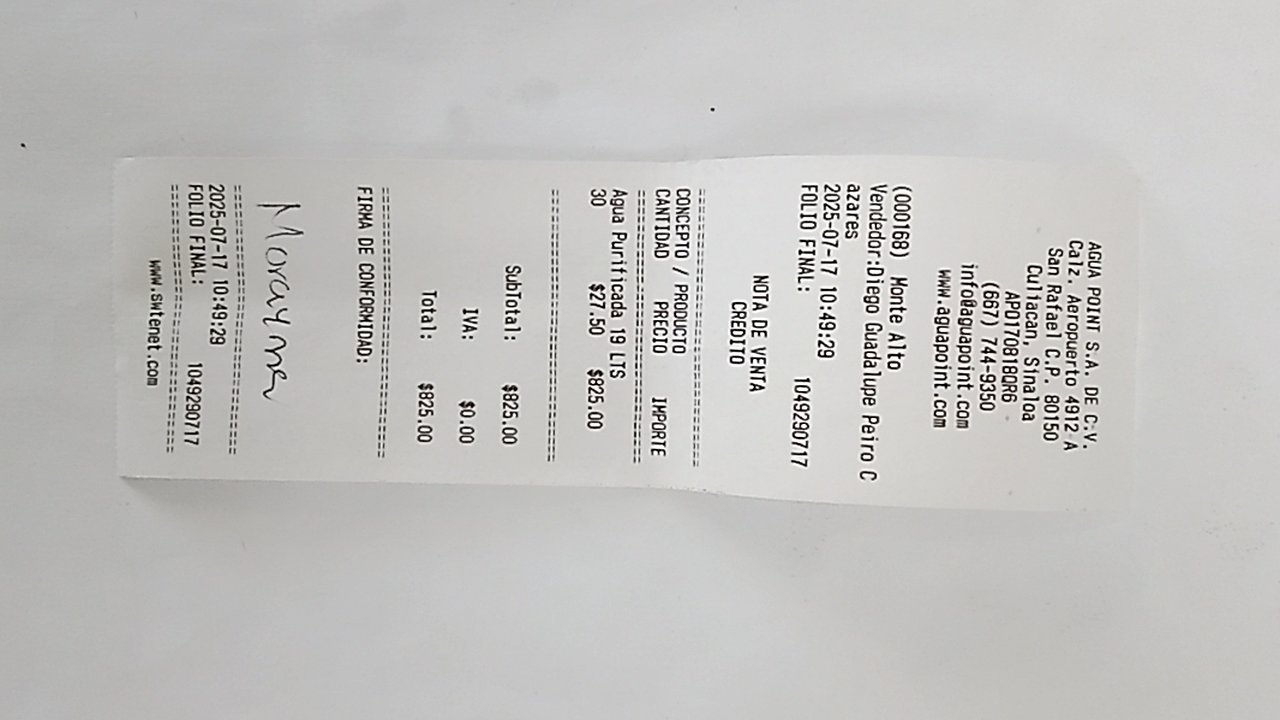 AGUA POINT S.A. DE C.V.
Calz. Aeropuerto 4912 A
San Rafael C.P. 80150
Culiacan, Sinaloa
APO170818QR6
(667) 744-9350
info@aguapoint.com
www.aguapoint.com
(000168) Monte Alto
Vendedor:Diego Guadalupe Peiro C
azares
2025-07-17 10:49:29
FOLIO FINAL: 1049290717
NOTA DE VENTA
CREDITO
CONCEPTO / PRODUCTO
CANTIDAD PRECIO IMPORTE
Agua Purificada 19 LTS
30 $27.50 $825.00
SubTotal: $825.00
IVA: $0.00
Total: $825.00
FIRMA DE CONFORMIDAD:
2025-07-17 10:49:29
FOLIO FINAL: 1049290717
www.swtenet.com